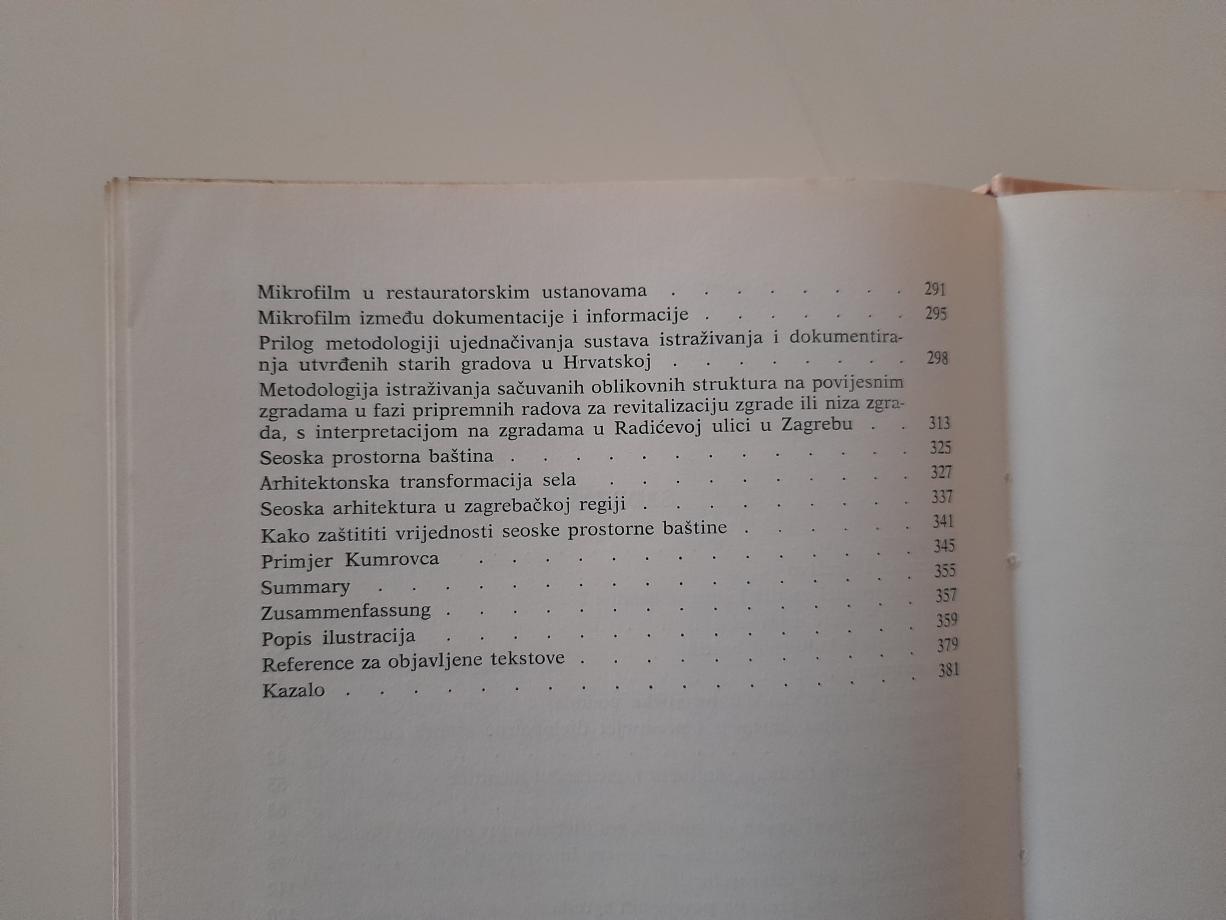 Mikrofilm u restauratorskim ustanovama . . . . . . . . 291
Mikrofilm između dokumentacije i informacije . . . . . . . 295
Prilog metodologiji ujednačivanja sustava istraživanja i dokumentira-
nja utvrđenih starih gradova u Hrvatskoj . . . . . . . . 298
Metodologija istraživanja sačuvanih oblikovnih struktura na povijesnim
zgradama u fazi pripremnih radova za revitalizaciju zgrade ili niza zgra-
da, s interpretacijom na zgradama u Radićevoj ulici u Zagrebu . . 313
Seoska prostorna baština . . . . . . . . . . . . . 325
Arhitektonska transformacija sela . . . . . . . . . . 327
Seoska arhitektura u zagrebačkoj regiji . . . . . . . . . 337
Kako zaštititi vrijednosti seoske prostorne baštine . . . . . . 341
Primjer Kumrovca . . . . . . . . . . . . . . 345
Summary . . . . . . . . . . . . . . . . . 355
Zusammenfassung . . . . . . . . . . . . . . . 357
Popis ilustracija . . . . . . . . . . . . . . . 359
Reference za objavljene tekstove . . . . . . . . . . . 379
Kazalo . . . . . . . . . . . . . . . . . . 381